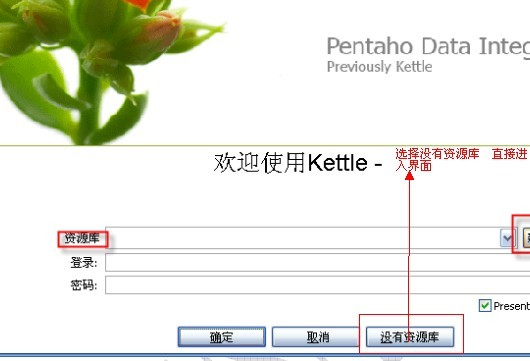 Pentaho Data Integ
Previously Kettle
欢迎使用Kettle -
选择没有资源库 直接进
入界面
资源库
登录:
密码:
Present
确定 取消 没有资源库